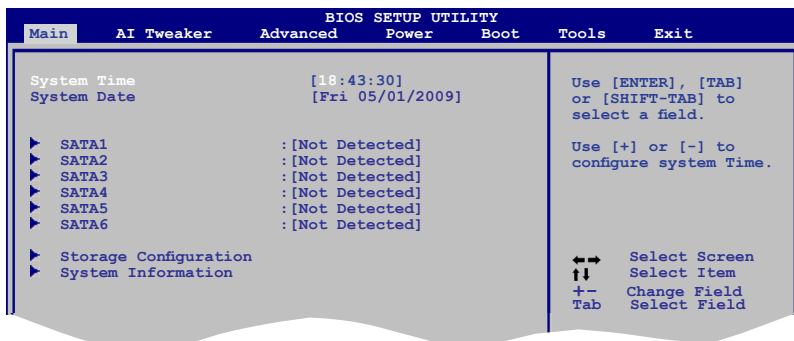 BIOS SETUP UTILITY
Main AI Tweaker Advanced Power Boot Tools Exit
System Time [18:43:30]
System Date [Fri 05/01/2009]
SATA1 :[Not Detected]
SATA2 :[Not Detected]
SATA3 :[Not Detected]
SATA4 :[Not Detected]
SATA5 :[Not Detected]
SATA6 :[Not Detected]
Storage Configuration
System Information
Use [ENTER], [TAB]
or [SHIFT-TAB] to
select a field.
Use [+] or [-] to
configure system Time.
←→ Select Screen
↑↓ Select Item
+- Change Field
Tab Select Field